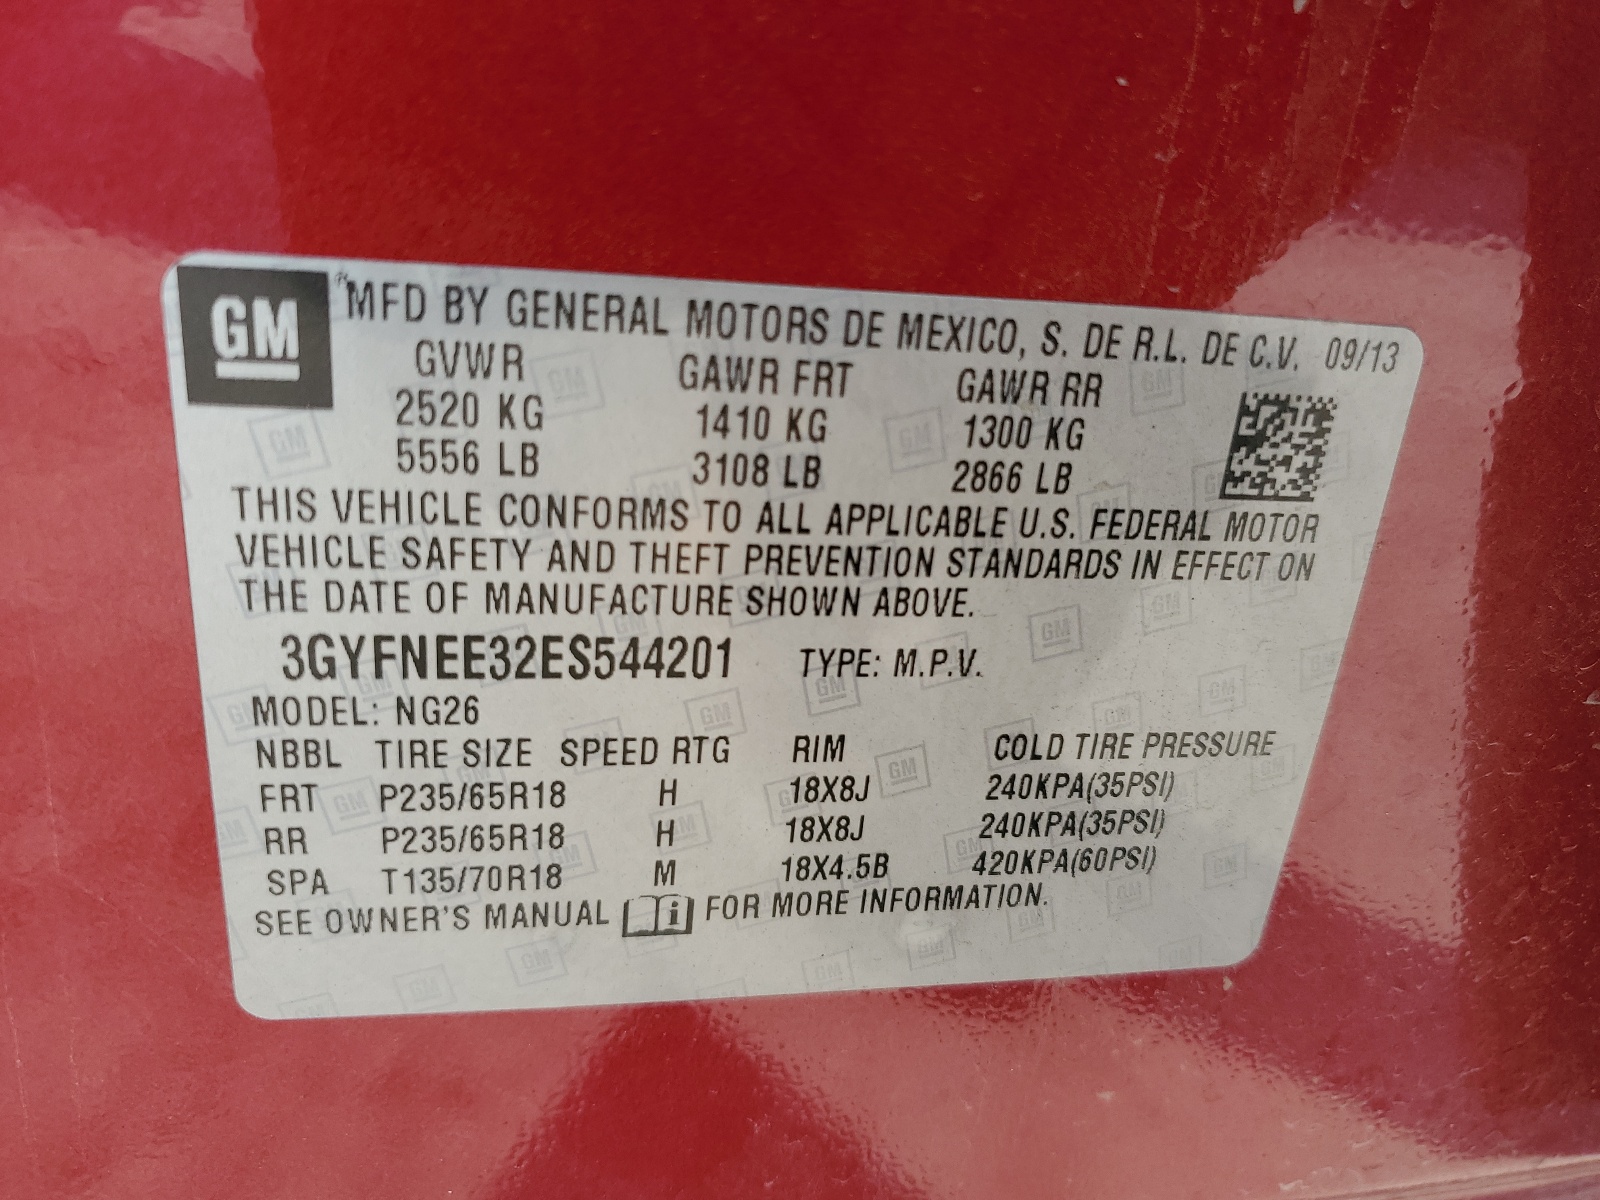 GM MFD BY GENERAL MOTORS DE MEXICO, S. DE R.L. DE C.V. 09/13
GVWR GAWR FRT GAWR RR
2520 KG 1410 KG 1300 KG
5556 LB 3108 LB 2866 LB
THIS VEHICLE CONFORMS TO ALL APPLICABLE U.S. FEDERAL MOTOR
VEHICLE SAFETY AND THEFT PREVENTION STANDARDS IN EFFECT ON
THE DATE OF MANUFACTURE SHOWN ABOVE.
3GYFNEE32ES544201 TYPE: M.P.V.
MODEL: NG26
NBBL TIRE SIZE SPEED RTG RIM COLD TIRE PRESSURE
FRT P235/65R18 H 18X8J 240KPA(35PSI)
RR P235/65R18 H 18X8J 240KPA(35PSI)
SPA T135/70R18 M 18X4.5B 420KPA(60PSI)
SEE OWNER'S MANUAL i FOR MORE INFORMATION.